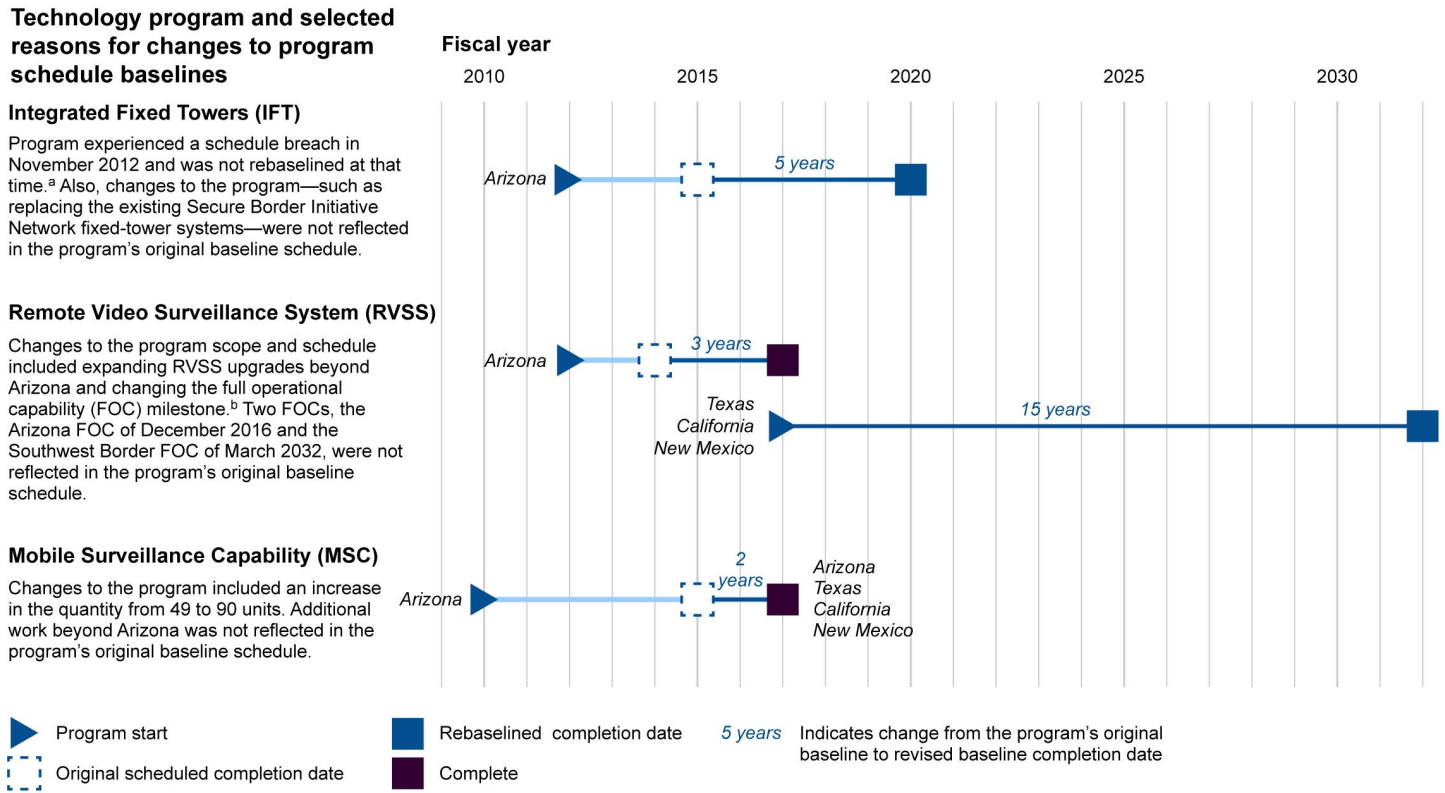 Technology program and selected
reasons for changes to program
schedule baselines
Fiscal year
2010
2015
2020
2025
2030
Integrated Fixed Towers (IFT)
Program experienced a schedule breach in
November 2012 and was not rebaselined at that
time.ᵃ Also, changes to the program—such as
replacing the existing Secure Border Initiative
Network fixed-tower systems—were not reflected
in the program’s original baseline schedule.
Arizona
5 years
Remote Video Surveillance System (RVSS)
Changes to the program scope and schedule
included expanding RVSS upgrades beyond
Arizona and changing the full operational
capability (FOC) milestone.ᵇ Two FOCs, the
Arizona FOC of December 2016 and the
Southwest Border FOC of March 2032, were not
reflected in the program’s original baseline
schedule.
Arizona
3 years
Texas
California
New Mexico
15 years
Mobile Surveillance Capability (MSC)
Changes to the program included an increase
in the quantity from 49 to 90 units. Additional
work beyond Arizona was not reflected in the
program’s original baseline schedule.
Arizona
2
years
Arizona
Texas
California
New Mexico
Program start
Original scheduled completion date
Rebaselined completion date
Complete
5 years
Indicates change from the program’s original
baseline to revised baseline completion date